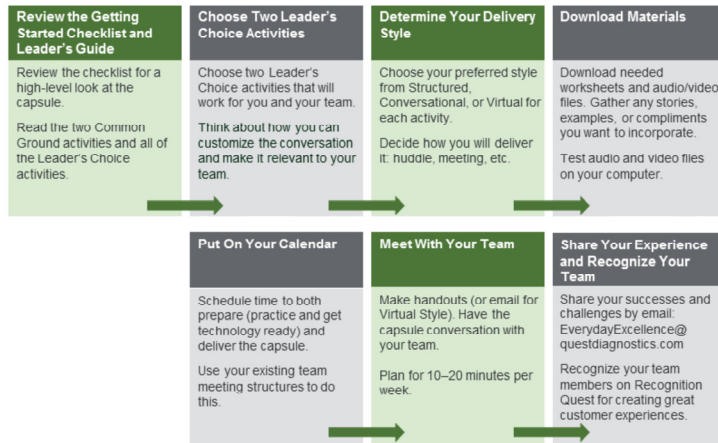 Review the Getting
Started Checklist and
Leader's Guide
Review the checklist for a
high-level look at the
capsule.
Read the two Common
Ground activities and all of
the Leader's Choice
activities.
Choose Two Leader's
Choice Activities
Choose two Leader's
Choice activities that will
work for you and your team.
Think about how you can
customize the conversation
and make it relevant to your
team.
Determine Your Delivery
Style
Choose your preferred style
from Structured,
Conversational, or Virtual for
each activity.
Decide how you will deliver
it: huddle, meeting, etc.
Download Materials
Download needed
worksheets and audio/video
files. Gather any stories,
examples, or compliments
you want to incorporate.
Test audio and video files
on your computer.
Put On Your Calendar
Schedule time to both
prepare (practice and get
technology ready) and
deliver the capsule.
Use your existing team
meeting structures to do
this.
Meet With Your Team
Make handouts (or email for
Virtual Style). Have the
capsule conversation with
your team.
Plan for 10–20 minutes per
week.
Share Your Experience
and Recognize Your
Team
Share your successes and
challenges by email:
EverydayExcellence@
questdiagnostics.com
Recognize your team
members on Recognition
Quest for creating great
customer experiences.